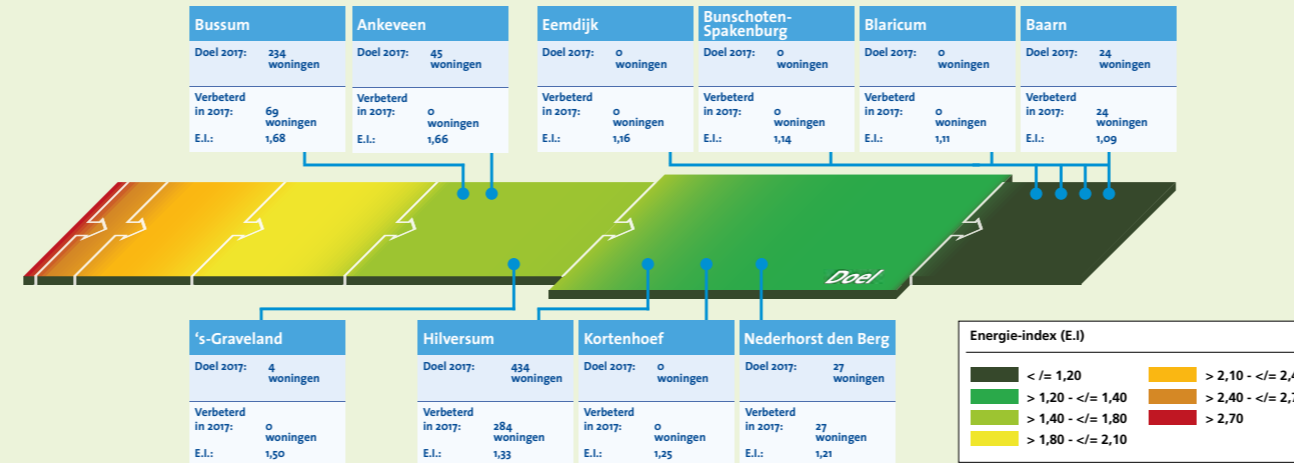 Bussum
Doel 2017: 234 woningen
Verbeterd in 2017: 69 woningen
E.I.: 1,68
Ankeveen
Doel 2017: 45 woningen
Verbeterd in 2017: 0 woningen
E.I.: 1,66
Eemdijk
Doel 2017: 0 woningen
Verbeterd in 2017: 0 woningen
E.I.: 1,16
Bunschoten-
Spakenburg
Doel 2017: 0 woningen
Verbeterd in 2017: 0 woningen
E.I.: 1,14
Blaricum
Doel 2017: 0 woningen
Verbeterd in 2017: 0 woningen
E.I.: 1,11
Baarn
Doel 2017: 24 woningen
Verbeterd in 2017: 24 woningen
E.I.: 1,09
Doel
‘s-Graveland
Doel 2017: 4 woningen
Verbeterd in 2017: 0 woningen
E.I.: 1,50
Hilversum
Doel 2017: 434 woningen
Verbeterd in 2017: 284 woningen
E.I.: 1,33
Kortenhoef
Doel 2017: 0 woningen
Verbeterd in 2017: 0 woningen
E.I.: 1,25
Nederhorst den Berg
Doel 2017: 27 woningen
Verbeterd in 2017: 27 woningen
E.I.: 1,21
Energie-index (E.I)
< /= 1,20
> 1,20 - </= 1,40
> 1,40 - </= 1,80
> 1,80 - </= 2,10
> 2,10 - </=
> 2,40 - </=
> 2,70